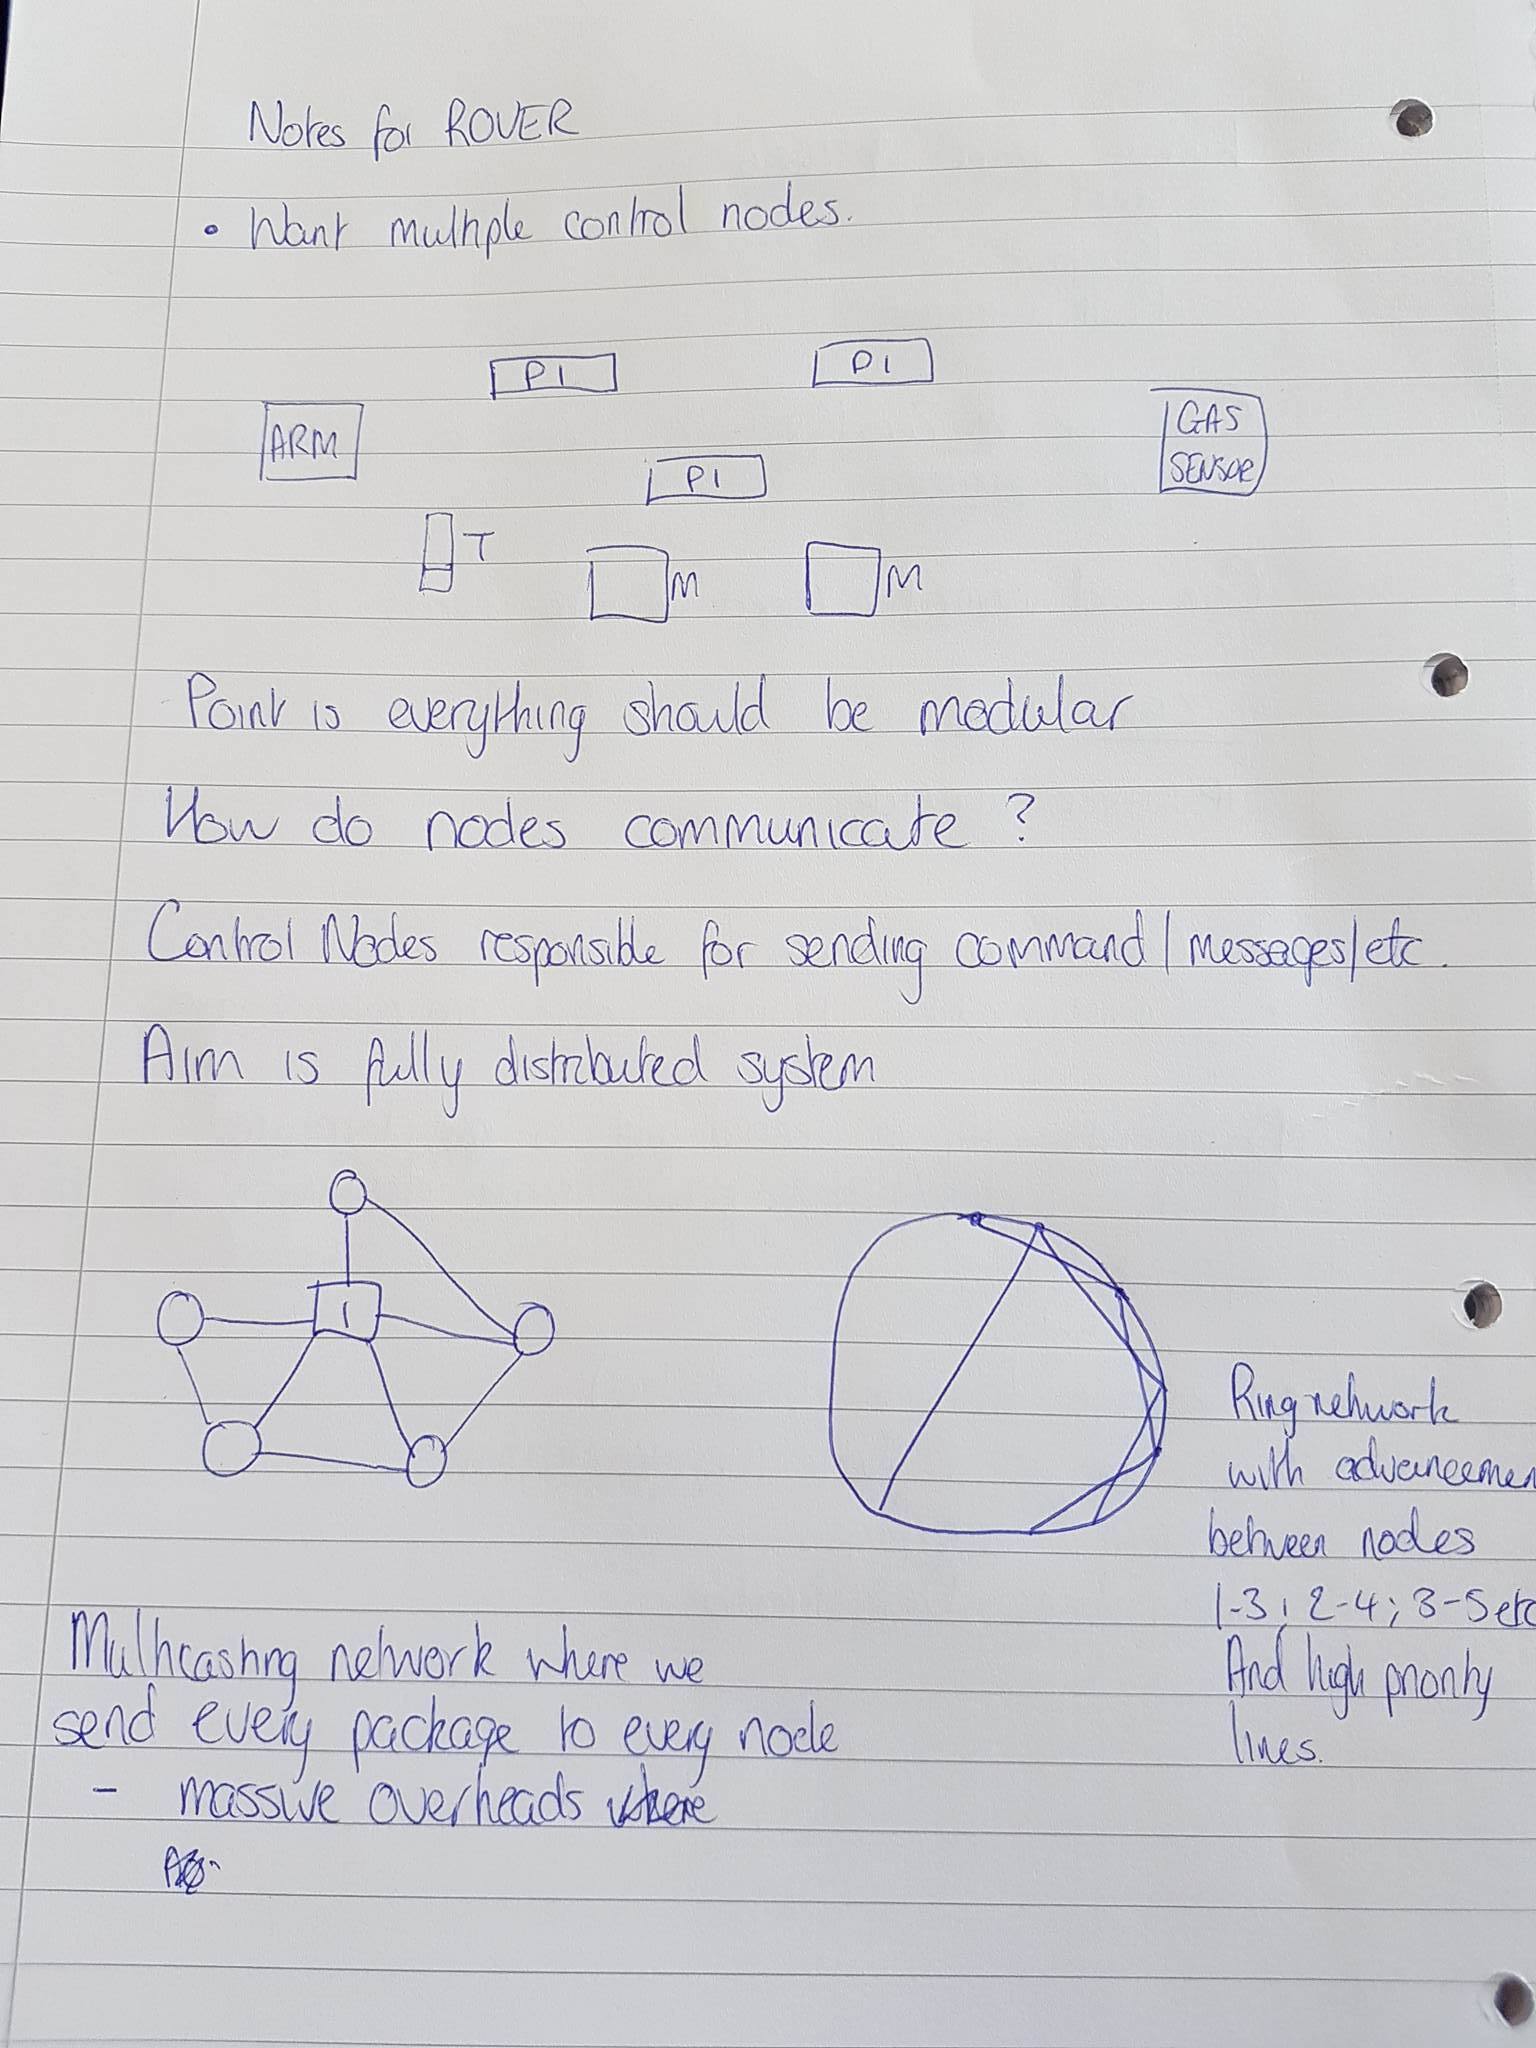 Notes for ROVER
• Want multiple control nodes.
PI
PI
ARM
GAS
SENSOR
PI
T
M
M
Point is everything should be modular
How do nodes communicate ?
Control Nodes responsible for sending command/messages/etc.
Aim is fully distributed system
1
Ring network
with advancemen
between nodes
1-3; 2-4; 3-5 etc
And high priority
lines.
Multicasting network where we
send every package to every node
- massive overheads where